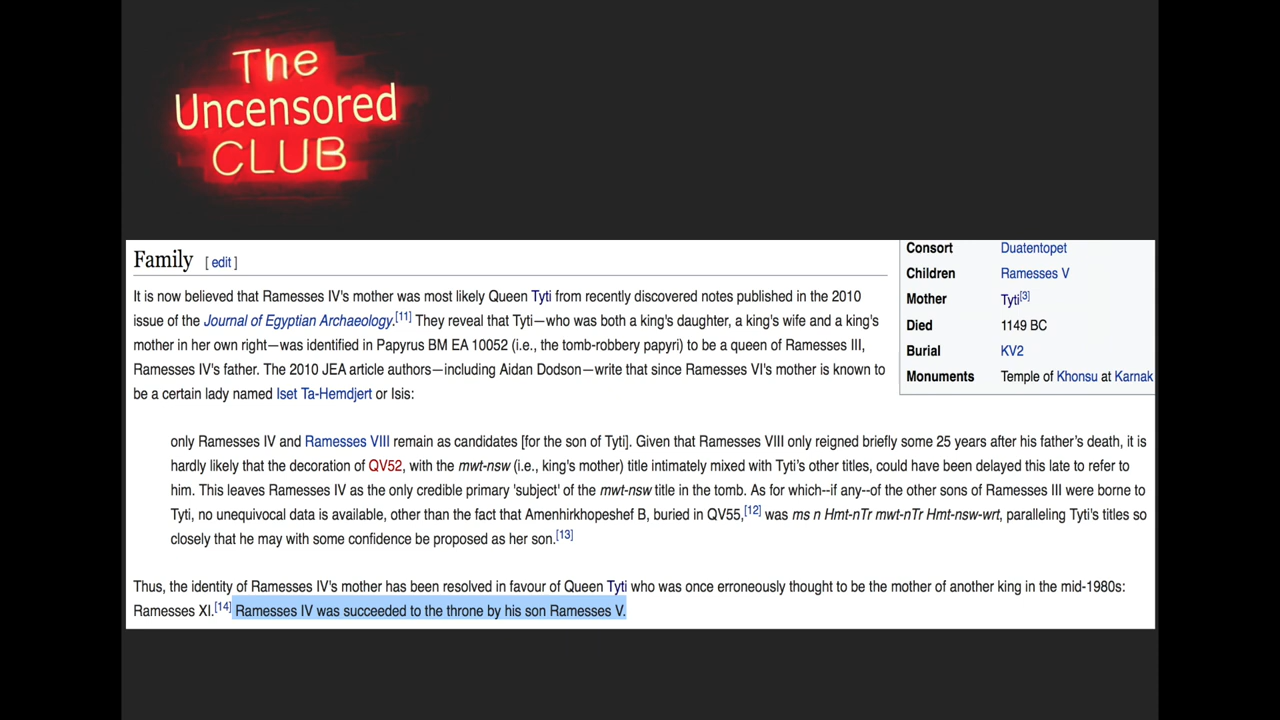 The
Uncensored
CLUB
Family [ edit ]
It is now believed that Ramesses IV's mother was most likely Queen Tyti from recently discovered notes published in the 2010
issue of the Journal of Egyptian Archaeology.[11] They reveal that Tyti—who was both a king's daughter, a king's wife and a king's
mother in her own right—was identified in Papyrus BM EA 10052 (i.e., the tomb-robbery papyri) to be a queen of Ramesses III,
Ramesses IV's father. The 2010 JEA article authors—including Aidan Dodson—write that since Ramesses VI's mother is known to
be a certain lady named Iset Ta-Hemdjert or Isis:
Consort Duatentopet
Children Ramesses V
Mother Tyti[3]
Died 1149 BC
Burial KV2
Monuments Temple of Khonsu at Karnak
only Ramesses IV and Ramesses VIII remain as candidates [for the son of Tyti]. Given that Ramesses VIII only reigned briefly some 25 years after his father's death, it is
hardly likely that the decoration of QV52, with the mwt-nsw (i.e., king's mother) title intimately mixed with Tyti's other titles, could have been delayed this late to refer to
him. This leaves Ramesses IV as the only credible primary 'subject' of the mwt-nsw title in the tomb. As for which--if any--of the other sons of Ramesses III were borne to
Tyti, no unequivocal data is available, other than the fact that Amenhirkhopeshef B, buried in QV55,[12] was ms n Hmt-nTr mwt-nTr Hmt-nsw-wrt, paralleling Tyti's titles so
closely that he may with some confidence be proposed as her son.[13]
Thus, the identity of Ramesses IV's mother has been resolved in favour of Queen Tyti who was once erroneously thought to be the mother of another king in the mid-1980s:
Ramesses XI.[14] Ramesses IV was succeeded to the throne by his son Ramesses V.